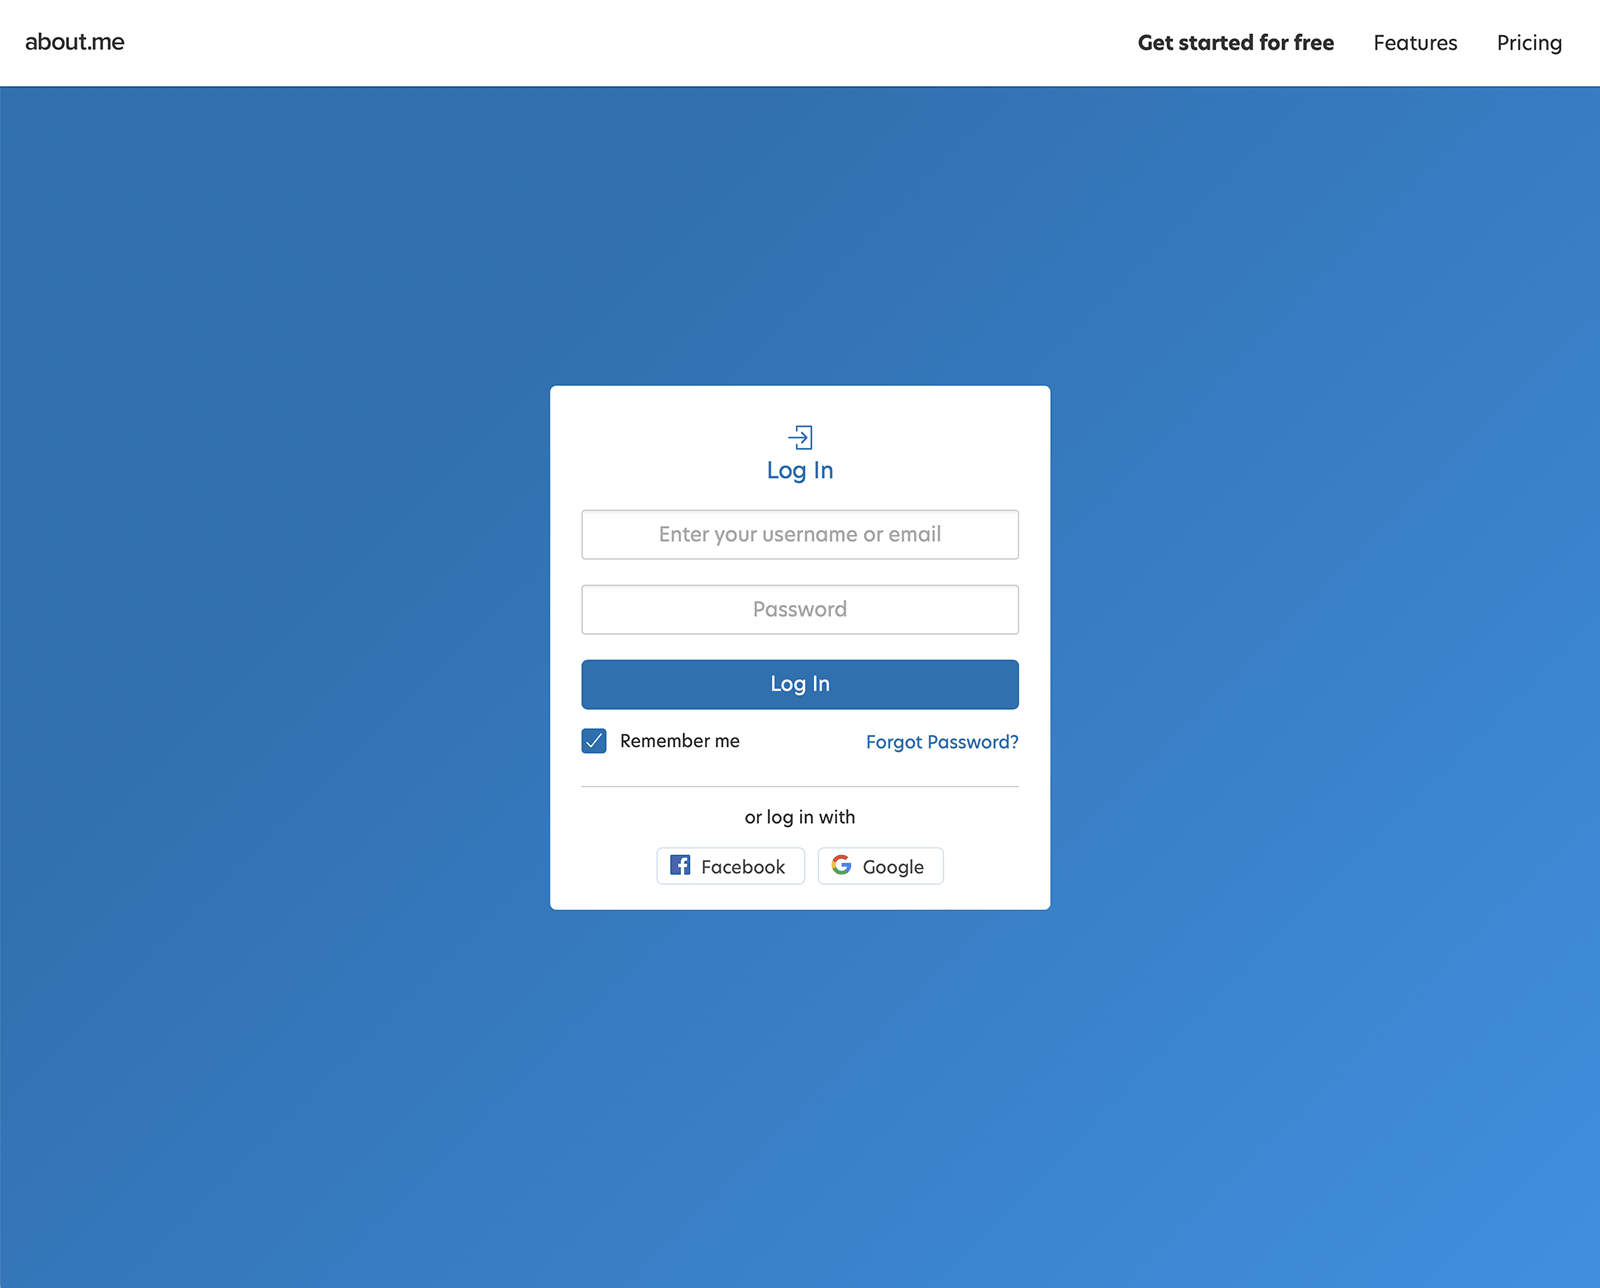 about.me
Get started for free Features Pricing
Log In
Enter your username or email
Password
Log In
Remember me Forgot Password?
or log in with
Facebook Google